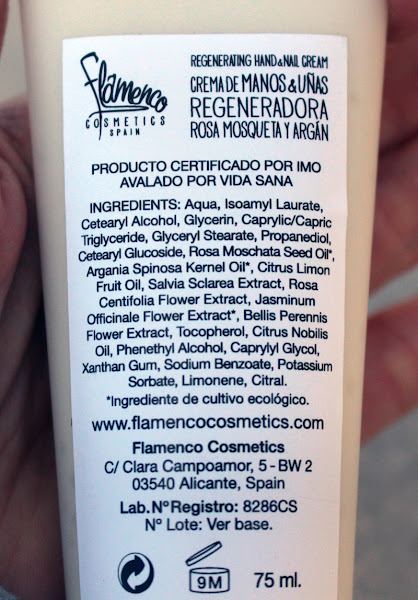 Flamenco
COSMETICS
SPAIN
REGENERATING HAND & NAIL CREAM
CREMA DE MANOS & UÑAS
REGENERADORA
ROSA MOSQUETA Y ARGÁN
PRODUCTO CERTIFICADO POR IMO
AVALADO POR VIDA SANA
INGREDIENTS: Aqua, Isoamyl Laurate,
Cetearyl Alcohol, Glycerin, Caprylic/Capric
Triglyceride, Glyceryl Stearate, Propanediol,
Cetearyl Glucoside, Rosa Moschata Seed Oil*,
Argania Spinosa Kernel Oil*, Citrus Limon
Fruit Oil, Salvia Sclarea Extract, Rosa
Centifolia Flower Extract, Jasminum
Officinale Flower Extract*, Bellis Perennis
Flower Extract, Tocopherol, Citrus Nobilis
Oil, Phenethyl Alcohol, Caprylyl Glycol,
Xanthan Gum, Sodium Benzoate, Potassium
Sorbate, Limonene, Citral.
*Ingrediente de cultivo ecológico.
www.flamencocosmetics.com
Flamenco Cosmetics
C/ Clara Campoamor, 5 - BW 2
03540 Alicante, Spain
Lab. Nº Registro: 8286CS
Nº Lote: Ver base.
9M
75 ml.